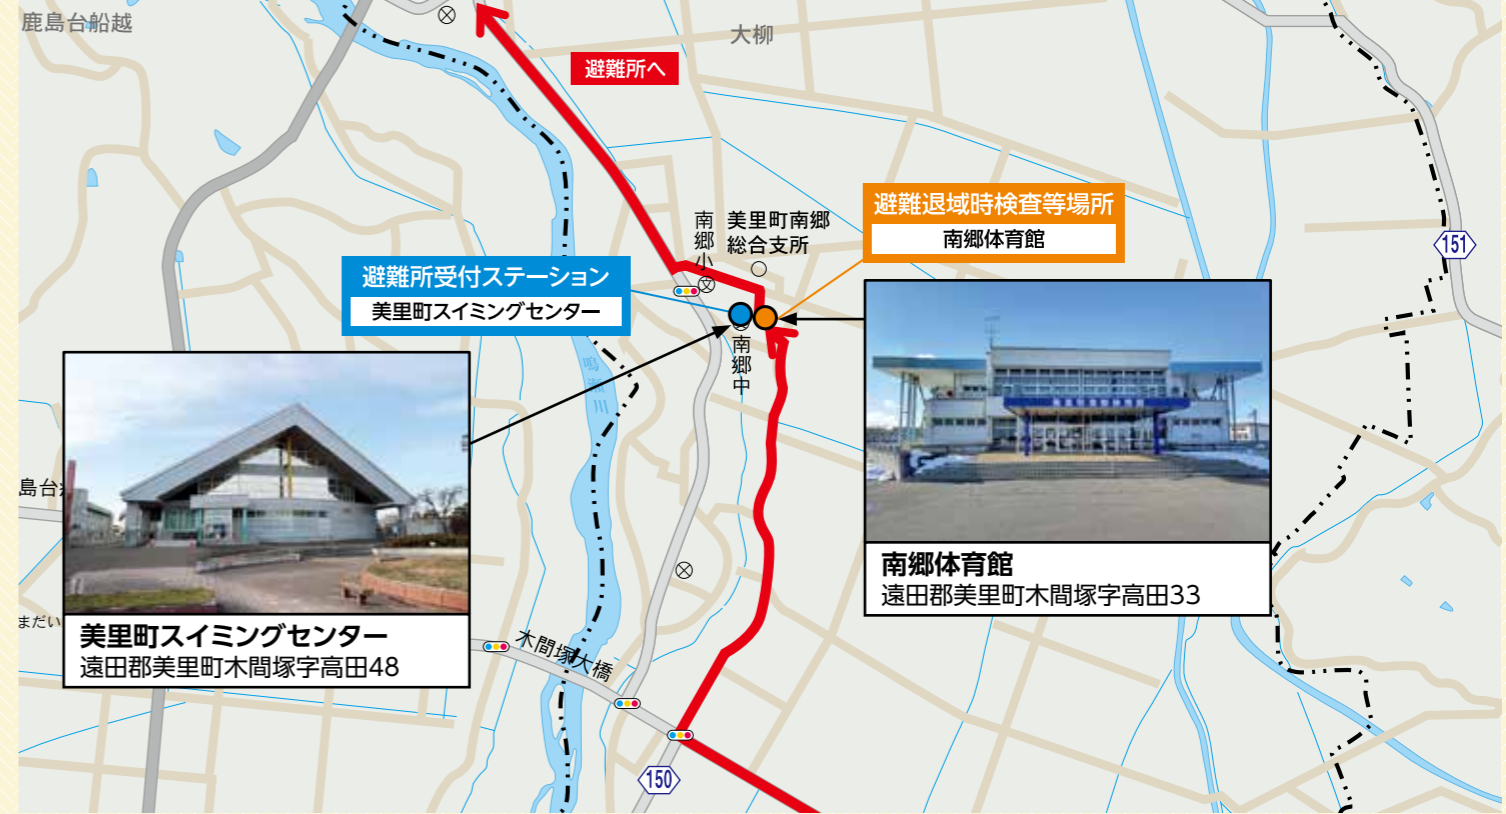 鹿島台船越
大柳
避難所へ
避難退域時検査等場所
南郷体育館
南郷小
美里町南郷
総合支所
文
151
避難所受付ステーション
美里町スイミングセンター
南郷中
鳴瀬川
島台
南郷体育館
遠田郡美里町木間塚字高田33
まだい
美里町スイミングセンター
遠田郡美里町木間塚字高田48
木間塚大橋
150